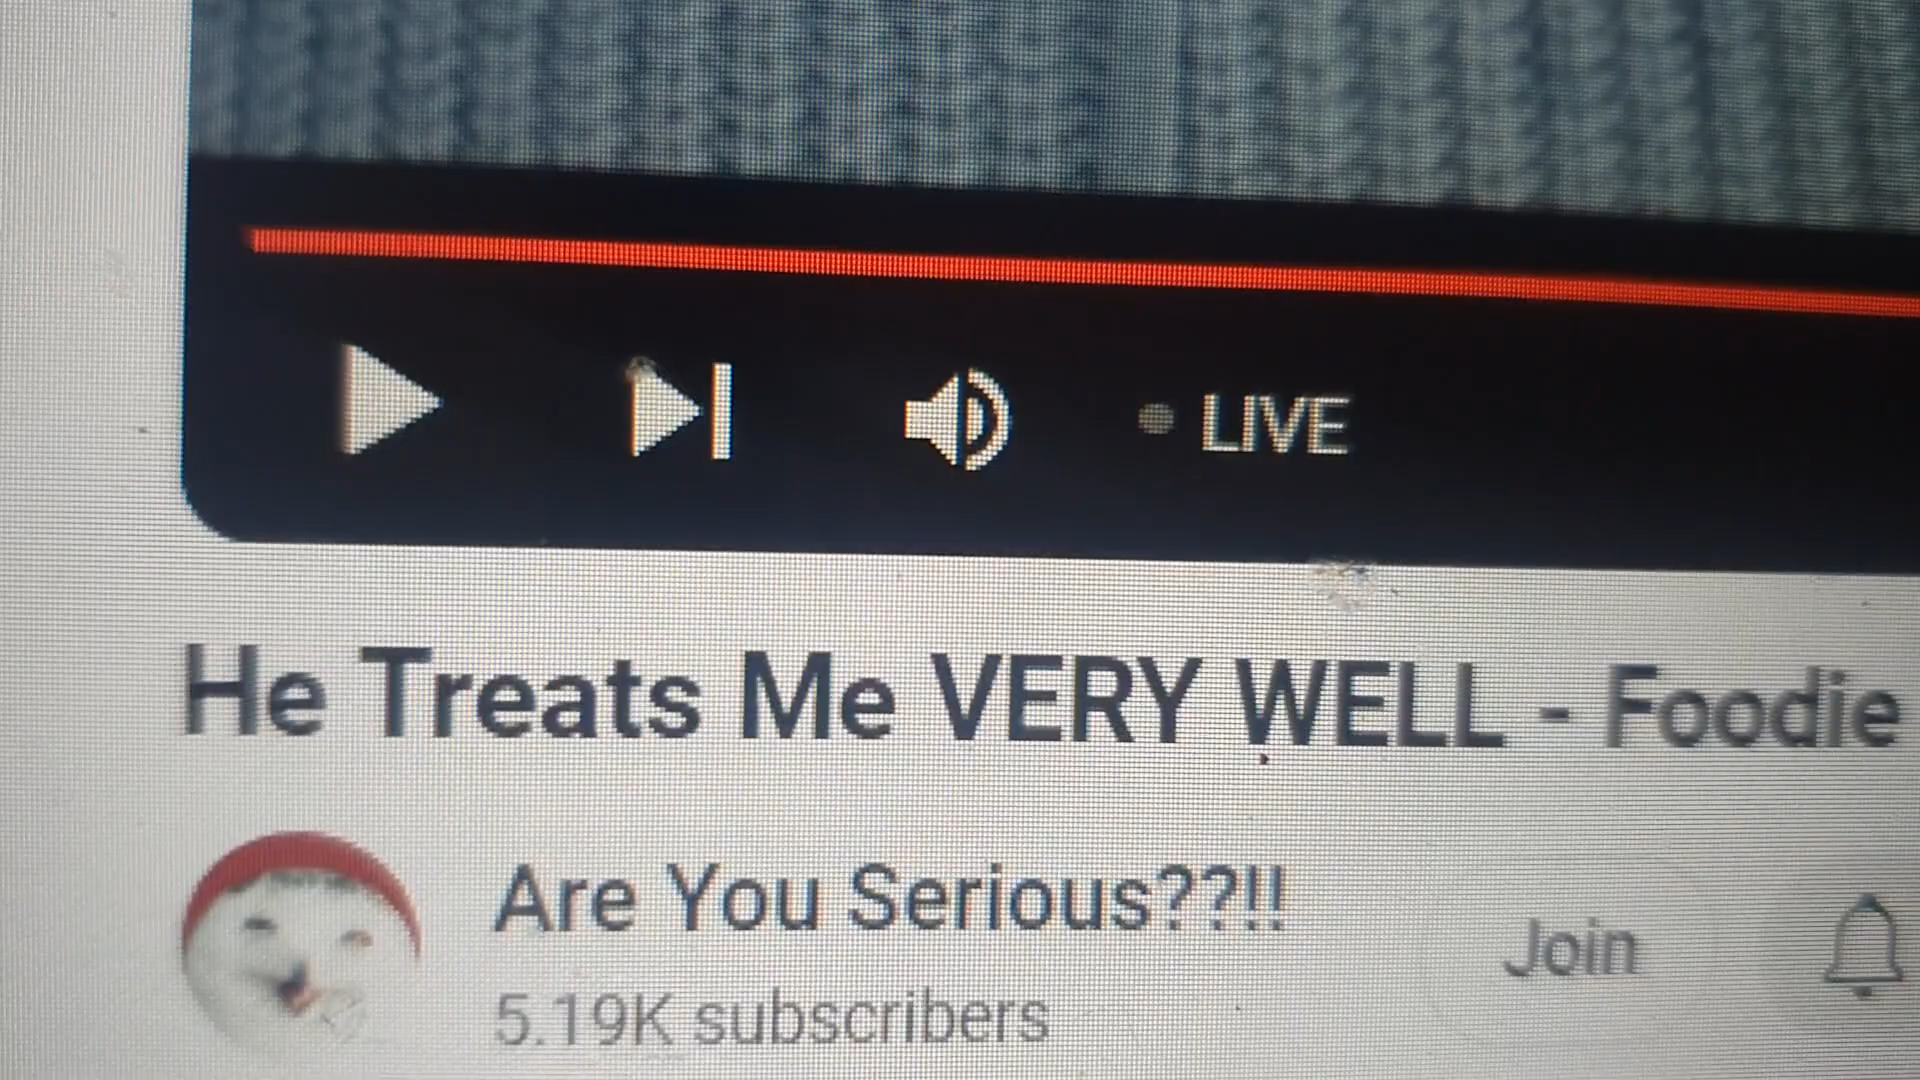 LIVE
He Treats Me VERY WELL - Foodie
Are You Serious??!!
Join
5.19K subscribers